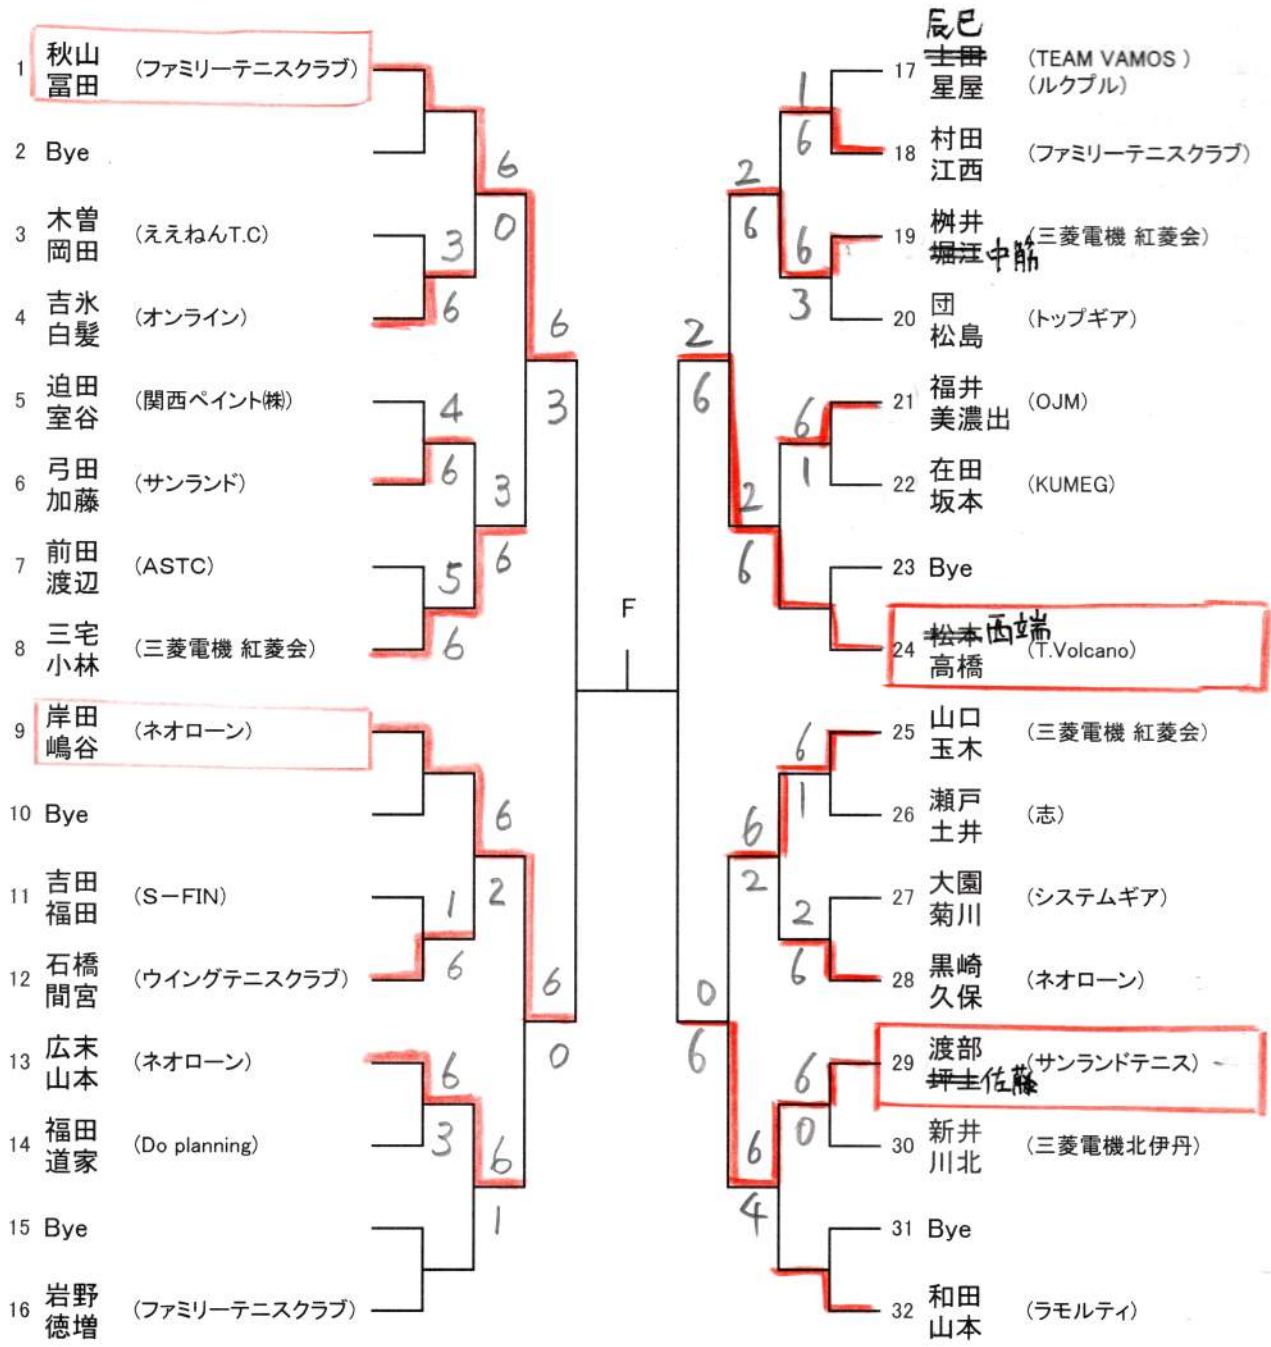 1 秋山 (ファミリーテニスクラブ)
冨田
2 Bye
3 木曽 (ええねんT.C)
岡田
3
6
4 吉氷 (オンライン)
白髪
6
0
5 迫田 (関西ペイント㈱)
室谷
4
6
6 弓田 (サンランド)
加藤
7 前田 (ASTC)
渡辺
5
6
8 三宅 (三菱電機 紅菱会)
小林
3
6
6
3
9 岸田 (ネオローン)
嶋谷
10 Bye
11 吉田 (S-FIN)
福田
1
6
12 石橋 (ウイングテニスクラブ)
間宮
6
2
13 広末 (ネオローン)
山本
6
3
14 福田 (Do planning)
道家
15 Bye
16 岩野 (ファミリーテニスクラブ)
徳増
6
1
6
0
F
辰巳
17 土田 (TEAM VAMOS )
星屋 (ルクプル)
1
6
18 村田 (ファミリーテニスクラブ)
江西
19 桝井 (三菱電機 紅菱会)
堀江 中筋
6
3
20 団 (トップギア)
松島
2
6
21 福井 (OJM)
美濃出
6
1
22 在田 (KUMEG)
坂本
23 Bye
24 松本 西端 (T.Volcano)
高橋
2
6
2
6
25 山口 (三菱電機 紅菱会)
玉木
6
1
26 瀬戸 (志)
土井
27 大園 (システムギア)
菊川
2
6
28 黒崎 (ネオローン)
久保
6
2
29 渡部 (サンランドテニス)
坪圭 佐藤
6
0
30 新井 (三菱電機北伊丹)
川北
31 Bye
32 和田 (ラモルティ)
山本
6
4
0
6